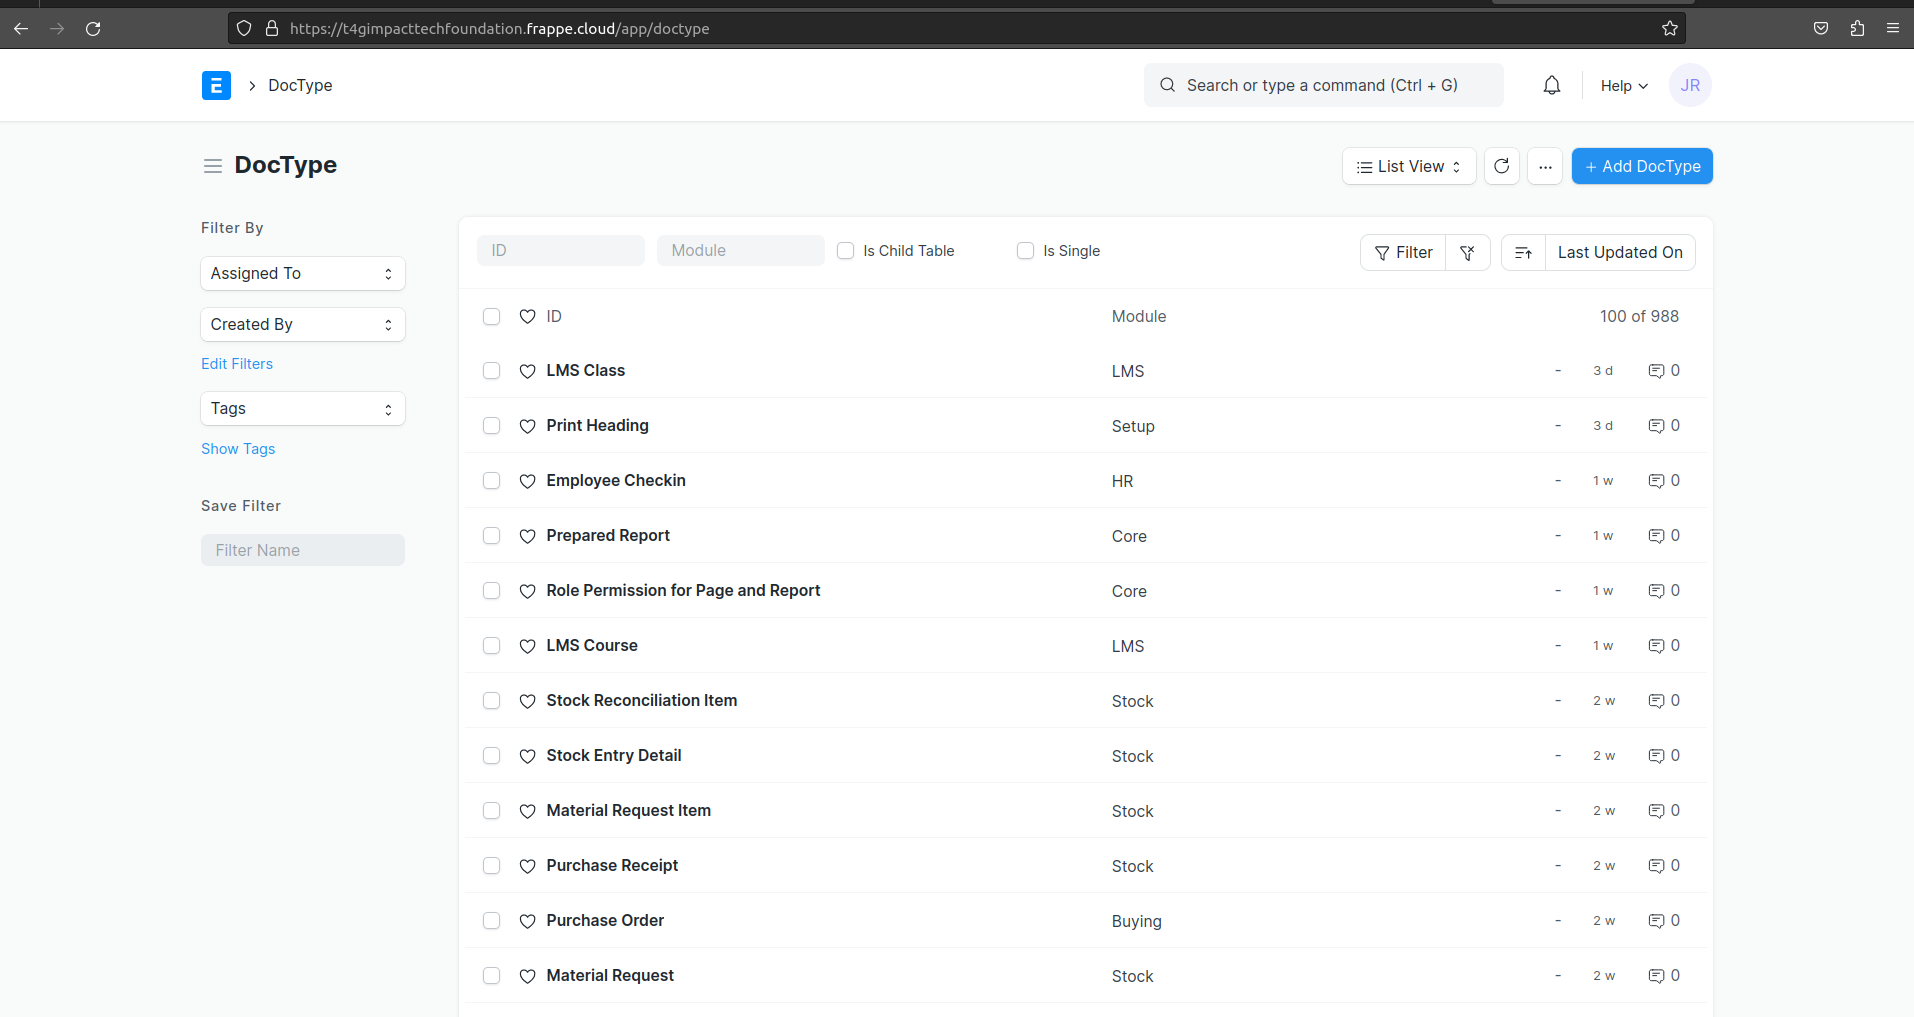 https://t4gimpacttechfoundation.frappe.cloud/app/doctype
E > DocType Search or type a command (Ctrl + G) Help JR
DocType List View ... + Add DocType
Filter By
Assigned To
Created By
Edit Filters
Tags
Show Tags
Save Filter
Filter Name
ID Module Is Child Table Is Single Filter Last Updated On
ID Module 100 of 988
LMS Class LMS - 3 d 0
Print Heading Setup - 3 d 0
Employee Checkin HR - 1 w 0
Prepared Report Core - 1 w 0
Role Permission for Page and Report Core - 1 w 0
LMS Course LMS - 1 w 0
Stock Reconciliation Item Stock - 2 w 0
Stock Entry Detail Stock - 2 w 0
Material Request Item Stock - 2 w 0
Purchase Receipt Stock - 2 w 0
Purchase Order Buying - 2 w 0
Material Request Stock - 2 w 0